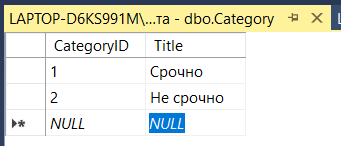 LAPTOP-D6KS991M\...та - dbo.Category
CategoryID Title
1 Срочно
2 Не срочно
NULL NULL